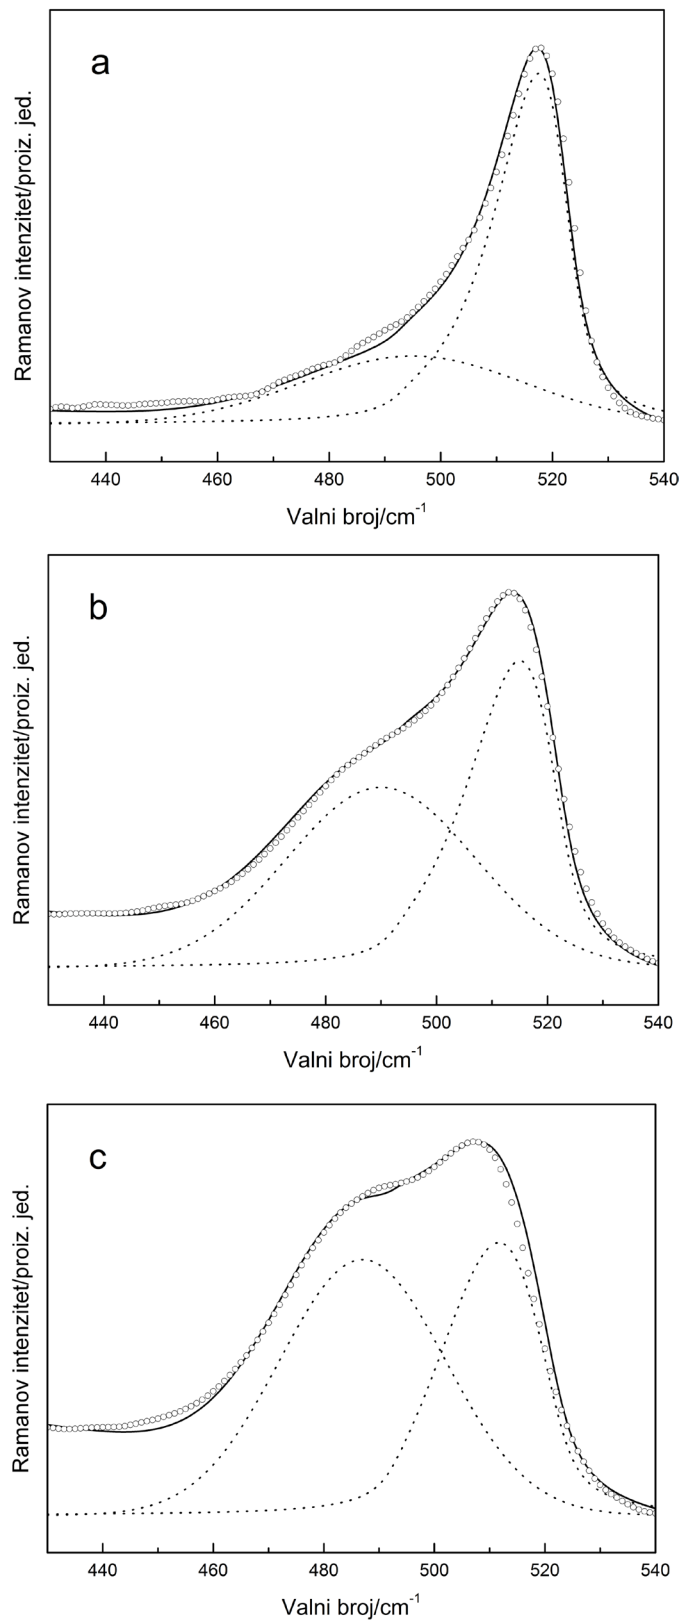 a
Ramanov intenzitet/proiz. jed.
440 460 480 500 520 540
Valni broj/cm⁻¹
b
Ramanov intenzitet/proiz. jed.
440 460 480 500 520 540
Valni broj/cm⁻¹
c
Ramanov intenzitet/proiz. jed.
440 460 480 500 520 540
Valni broj/cm⁻¹